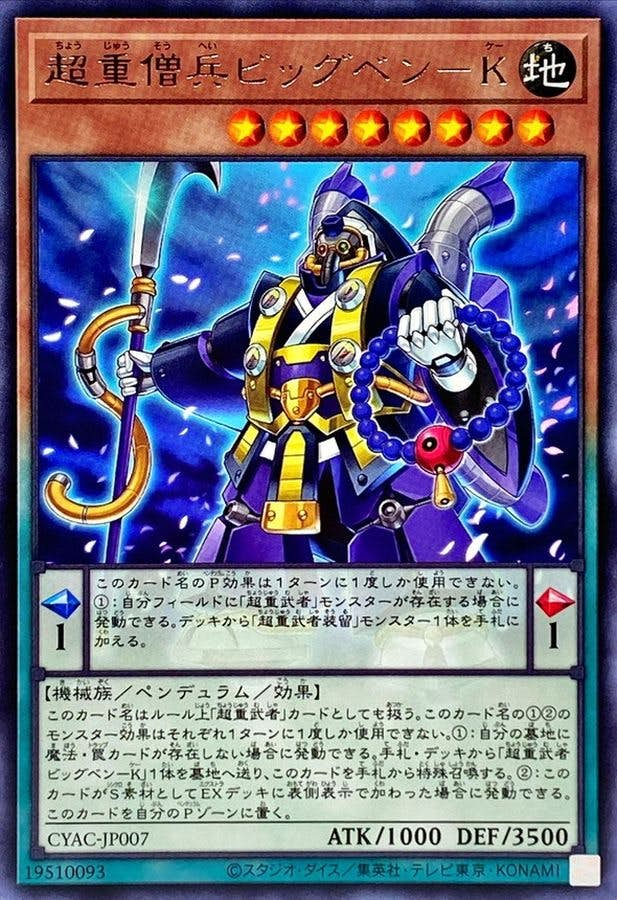 超重僧兵ビッグベン－K
地
1
1
このカード名のP効果は1ターンに1度しか使用できない。
①：自分フィールドに「超重武者」モンスターが存在する場合に
発動できる。デッキから「超重武者装留」モンスター1体を手札に
加える。
【機械族／ペンデュラム／効果】
このカード名はルール上「超重武者」カードとしても扱う。このカード名の①②の
モンスター効果はそれぞれ1ターンに1度しか使用できない。①：自分の墓地に
魔法・罠カードが存在しない場合に発動できる。手札・デッキから「超重武者
ビッグベン－K」1体を墓地へ送り、このカードを手札から特殊召喚する。②：この
カードがS素材としてEXデッキに表側表示で加わった場合に発動できる。
このカードを自分のPゾーンに置く。
CYAC-JP007 ATK/1000 DEF/3500
19510093 ©スタジオ・ダイス／集英社・テレビ東京・KONAMI